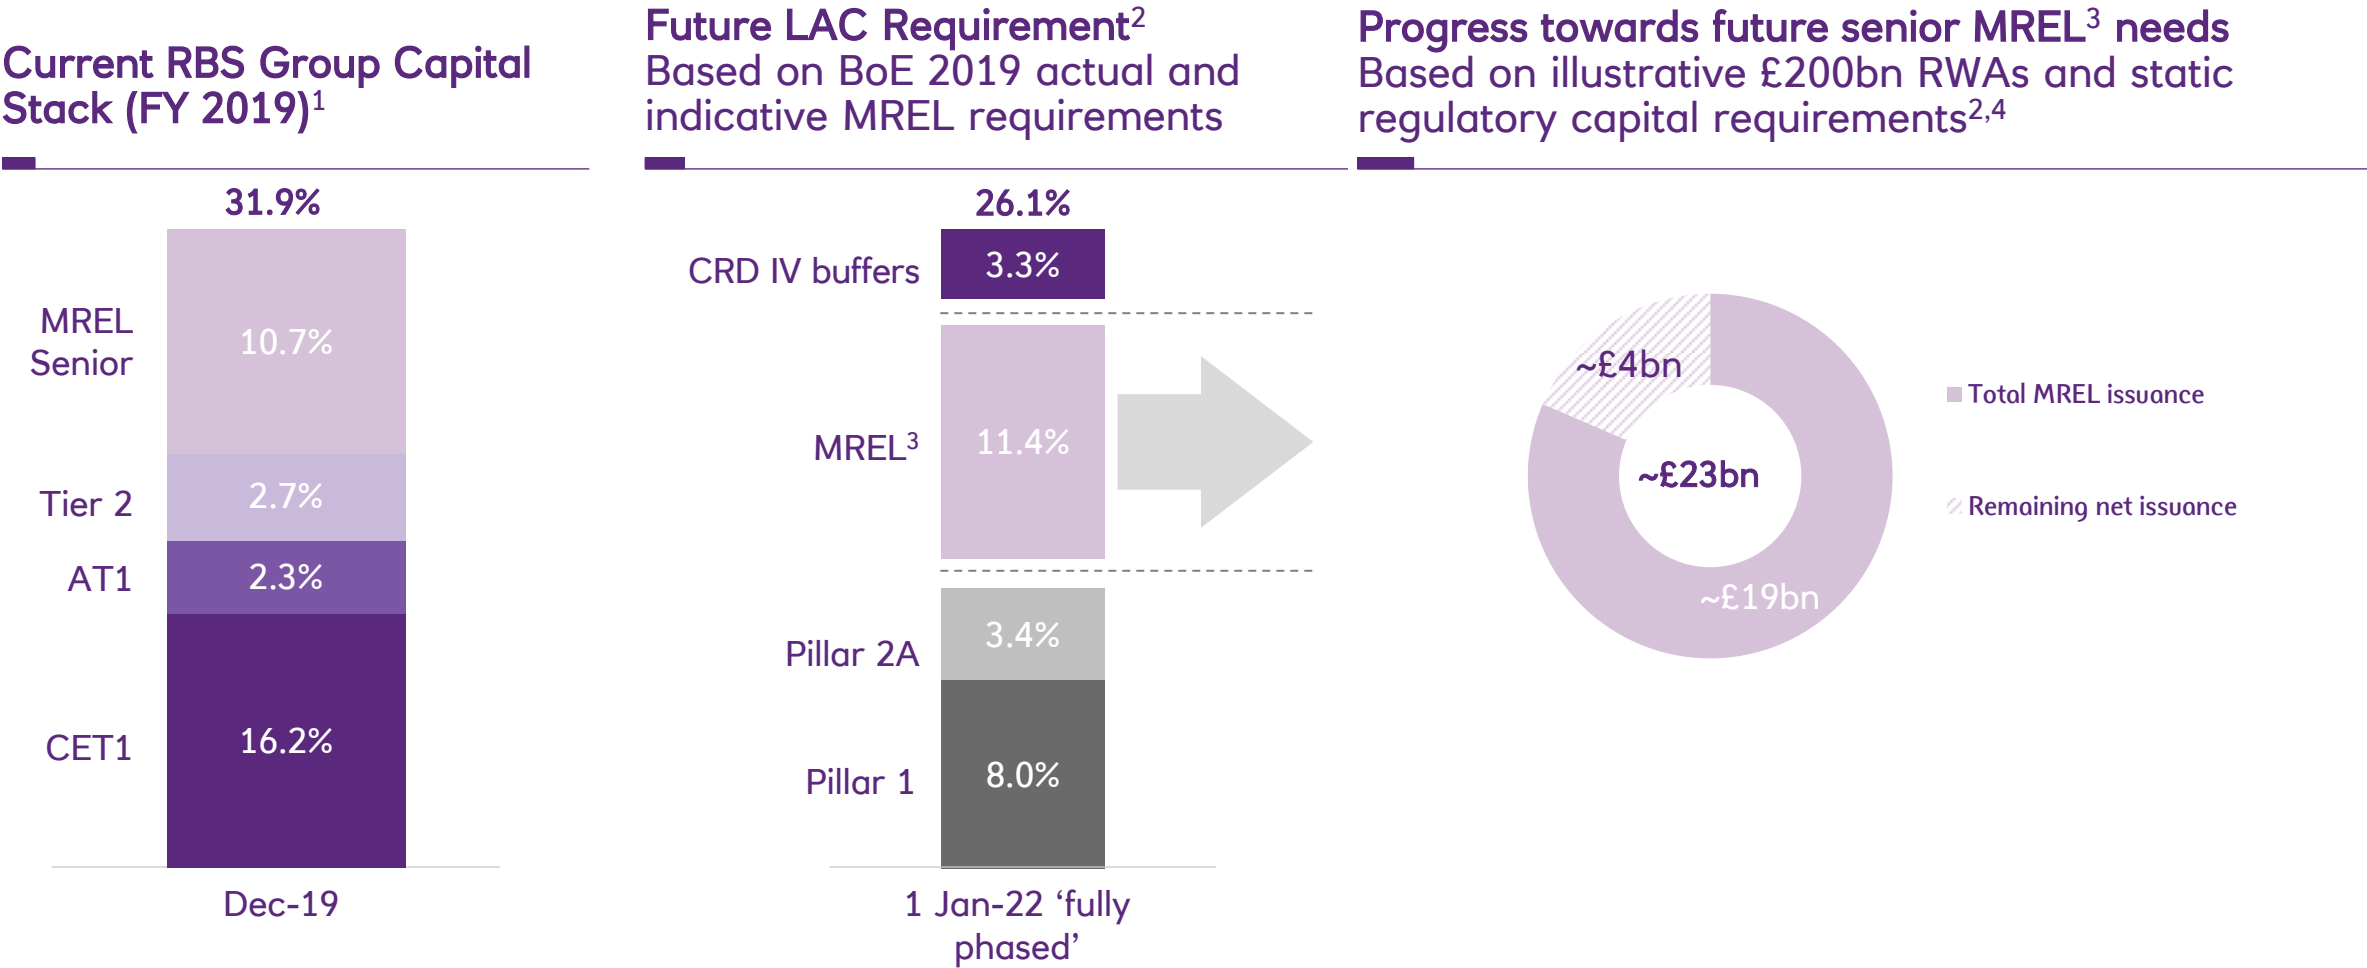 Current RBS Group Capital
Stack (FY 2019)1
31.9%
MREL
Senior
10.7%
Tier 2
2.7%
AT1
2.3%
CET1
16.2%
Dec-19
Future LAC Requirement2
Based on BoE 2019 actual and
indicative MREL requirements
26.1%
CRD IV buffers
3.3%
MREL3
11.4%
Pillar 2A
3.4%
Pillar 1
8.0%
1 Jan-22 ‘fully
phased’
Progress towards future senior MREL3 needs
Based on illustrative £200bn RWAs and static
regulatory capital requirements2,4
~£4bn
~£23bn
~£19bn
Total MREL issuance
Remaining net issuance